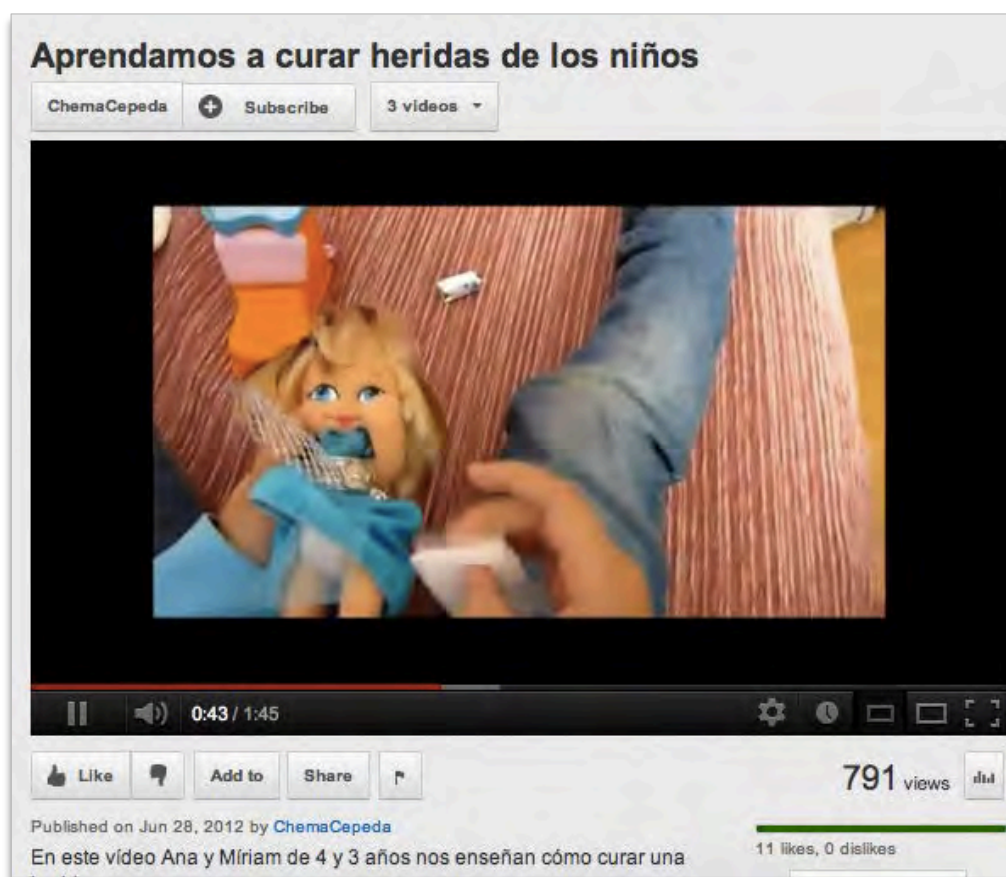 Aprendamos a curar heridas de los niños
ChemaCepeda Subscribe 3 videos
0:43 / 1:45
Like Add to Share 791 views
Published on Jun 28, 2012 by ChemaCepeda
11 likes, 0 dislikes
En este vídeo Ana y Míriam de 4 y 3 años nos enseñan cómo curar una